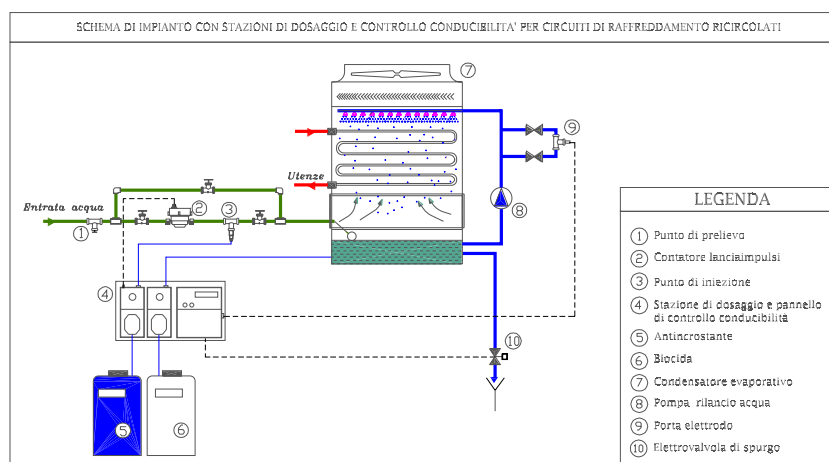 SCHEMA DI IMPIANTO CON STAZIONI DI DOSAGGIO E CONTROLLO CONDUCIBILITA' PER CIRCUITI DI RAFFREDDAMENTO RICIRCOLATI
7
9
Utenze
Entrata acqua
2
3
1
8
4
10
5
6
LEGENDA
1 Punto di prelievo
2 Contatore lanciaimpulsi
3 Punto di iniezione
4 Stazione di dosaggio e pannello
di controllo conducibilità
5 Antincrostante
6 Biocida
7 Condensatore evaporativo
8 Pompa rilancio acqua
9 Porta elettrodo
10 Elettrovalvola di spurgo